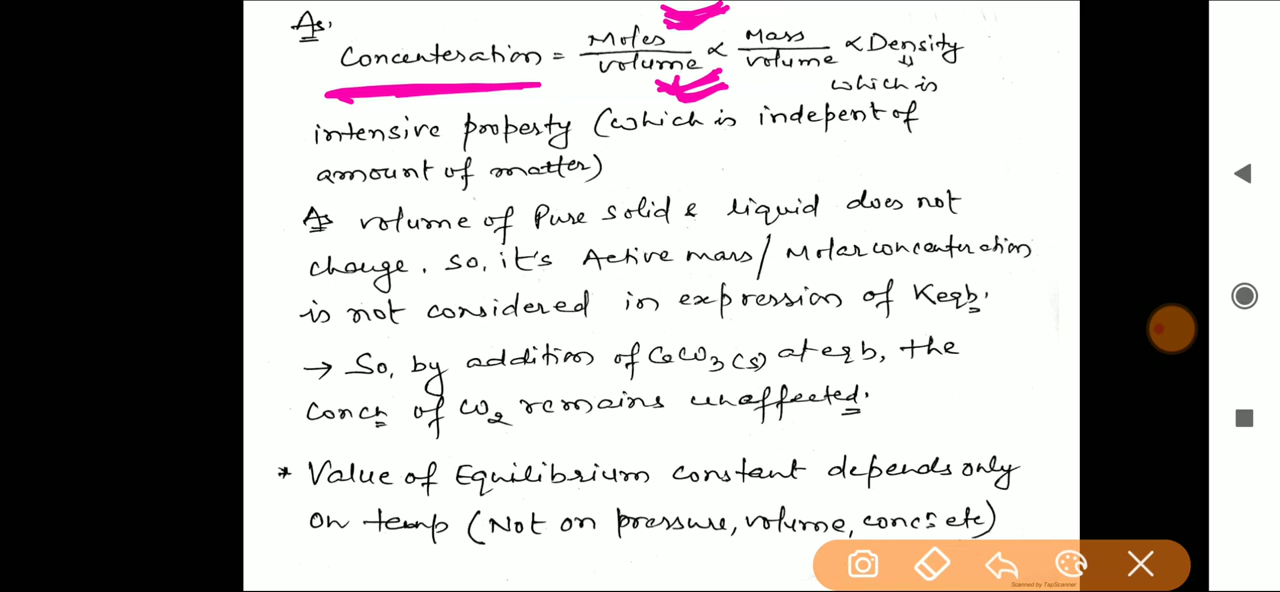 As,
Concenteration = Moles/volume ∝ Mass/volume ∝ Density
which is
intensive property (which is indepent of
amount of matter)
As volume of Pure solid & liquid does not
change. So, it's Active mass/Molar concenteration
is not considered in expression of Keqb.
→ So, by addition of CaCO3(s) at eqb, the
Concn of CO2 remains unaffected.
* Value of Equilibrium constant depends only
on temp (Not on pressure, volume, concn etc)
Scanned by TapScanner